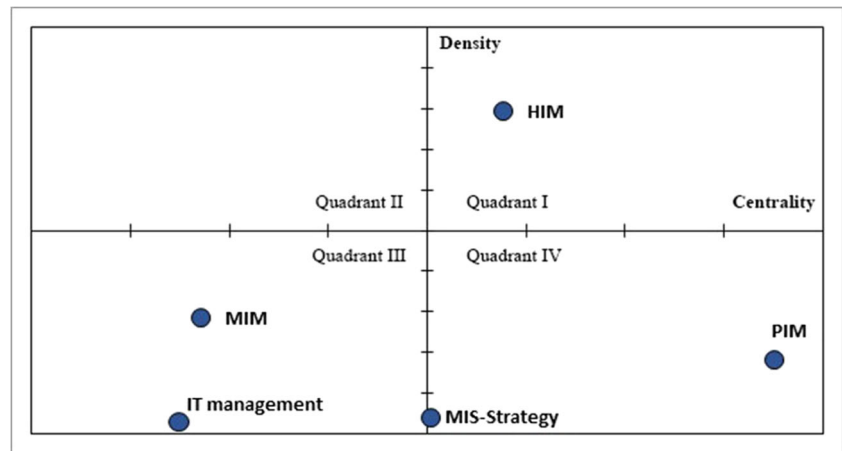 Density
HIM
Quadrant II
Quadrant I
Centrality
Quadrant III
Quadrant IV
MIM
PIM
IT management
MIS-Strategy